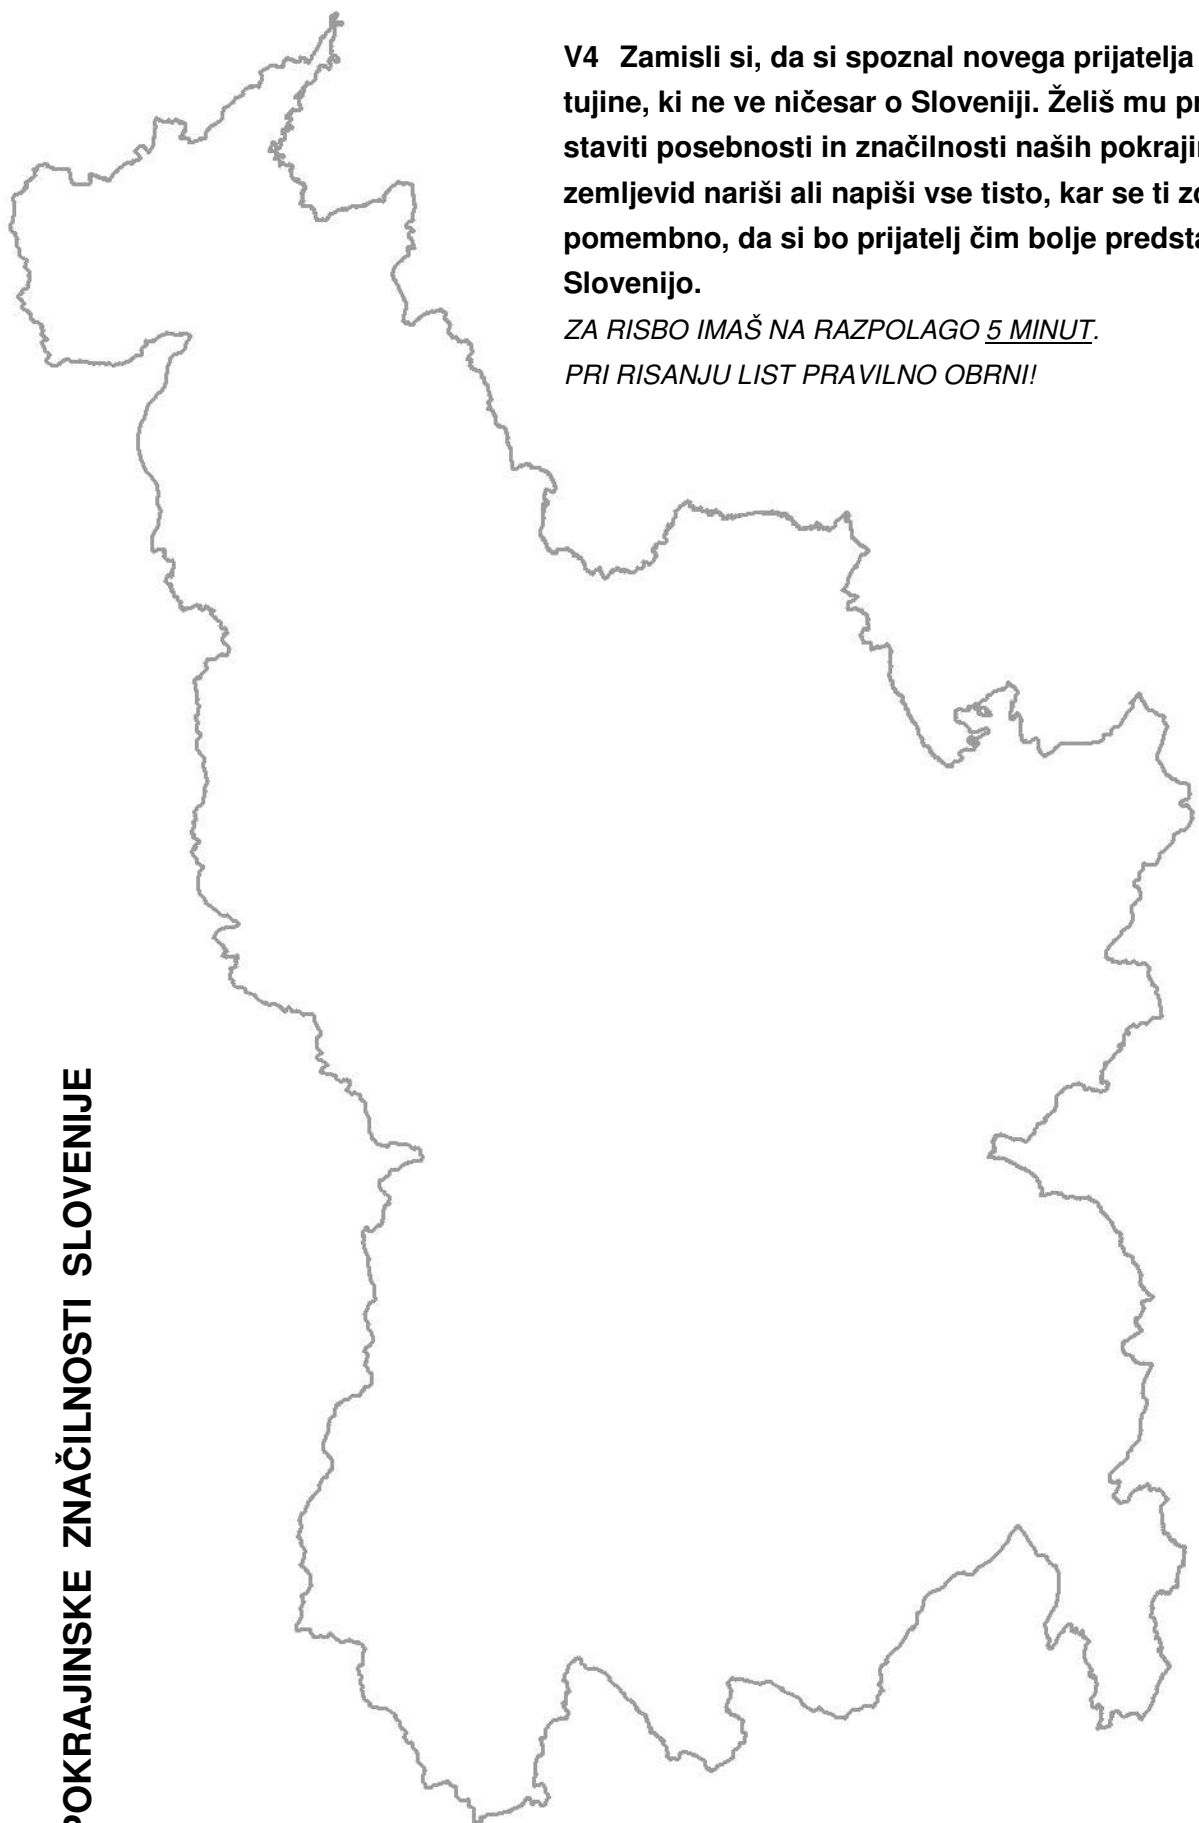 V4 Zamisli si, da si spoznal novega prijatelja
tujine, ki ne ve ničesar o Sloveniji. Želiš mu
staviti posebnosti in značilnosti naših
zemljevid nariši ali napiši vse tisto, kar se ti
pomembno, da si bo prijatelj čim bolje
Slovenijo.
ZA RISBO IMAŠ NA RAZPOLAGO 5 MINUT.
PRI RISANJU LIST PRAVILNO OBRNI!
POKRAJINSKE ZNAČILNOSTI SLOVENIJE